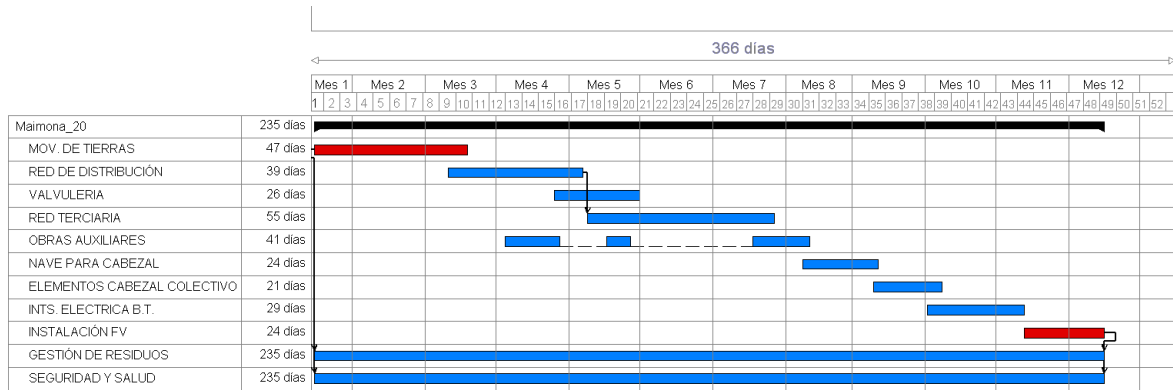 366 días
Mes 1 Mes 2 Mes 3 Mes 4 Mes 5 Mes 6 Mes 7 Mes 8 Mes 9 Mes 10 Mes 11 Mes 12
1 2 3 4 5 6 7 8 9 10 11 12 13 14 15 16 17 18 19 20 21 22 23 24 25 26 27 28 29 30 31 32 33 34 35 36 37 38 39 40 41 42 43 44 45 46 47 48 49 50 51 52
Maimona_20 235 días
MOV. DE TIERRAS 47 días
RED DE DISTRIBUCIÓN 39 días
VALVULERIA 26 días
RED TERCIARIA 55 días
OBRAS AUXILIARES 41 días
NAVE PARA CABEZAL 24 días
ELEMENTOS CABEZAL COLECTIVO 21 días
INTS. ELECTRICA B.T. 29 días
INSTALACIÓN FV 24 días
GESTIÓN DE RESIDUOS 235 días
SEGURIDAD Y SALUD 235 días